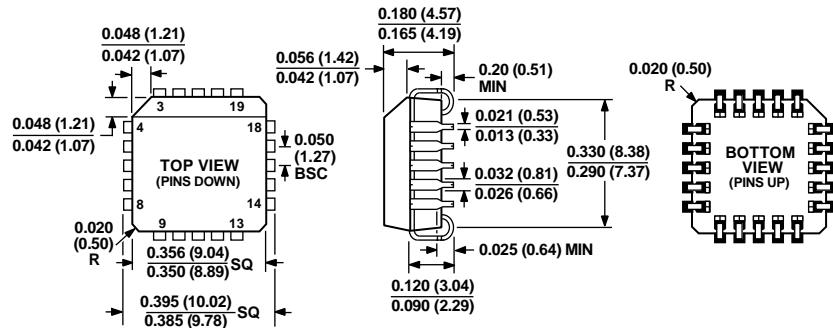 0.048 (1.21)
0.042 (1.07)
0.048 (1.21)
0.042 (1.07)
3
19
4
18
0.050
(1.27)
BSC
TOP VIEW
(PINS DOWN)
8
14
9
13
0.020
(0.50)
R
0.356 (9.04)
0.350 (8.89)
SQ
0.395 (10.02)
0.385 (9.78)
SQ
0.180 (4.57)
0.165 (4.19)
0.056 (1.42)
0.042 (1.07)
0.20 (0.51)
MIN
0.021 (0.53)
0.013 (0.33)
0.330 (8.38)
0.290 (7.37)
0.032 (0.81)
0.026 (0.66)
0.025 (0.64) MIN
0.120 (3.04)
0.090 (2.29)
0.020 (0.50)
R
BOTTOM
VIEW
(PINS UP)